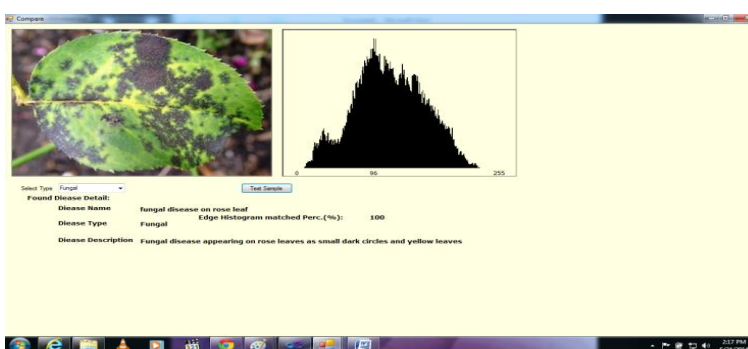 Compare
0 96 255
Select Type Fungal Test Sample
Found Diease Detail:
Diease Name fungal disease on rose leaf
Edge Histogram matched Perc.(%): 100
Diease Type Fungal
Diease Description Fungal disease appearing on rose leaves as small dark circles and yellow leaves
2:17 PM